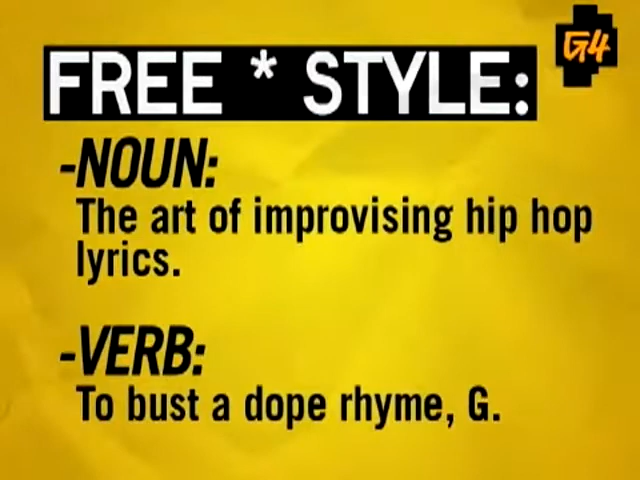 G4
FREE * STYLE:
-NOUN:
The art of improvising hip hop
lyrics.
-VERB:
To bust a dope rhyme, G.